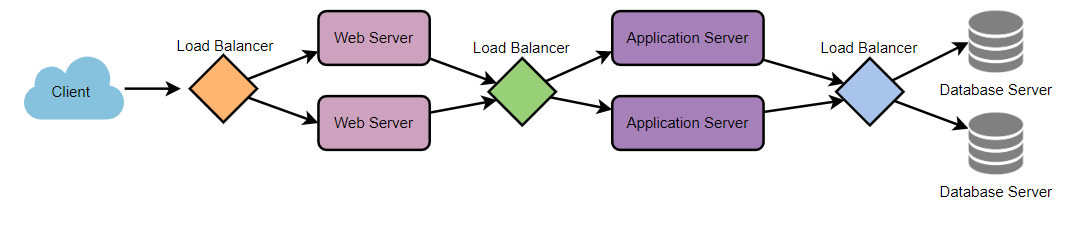 Client
Load Balancer
Web Server
Web Server
Load Balancer
Application Server
Application Server
Load Balancer
Database Server
Database Server